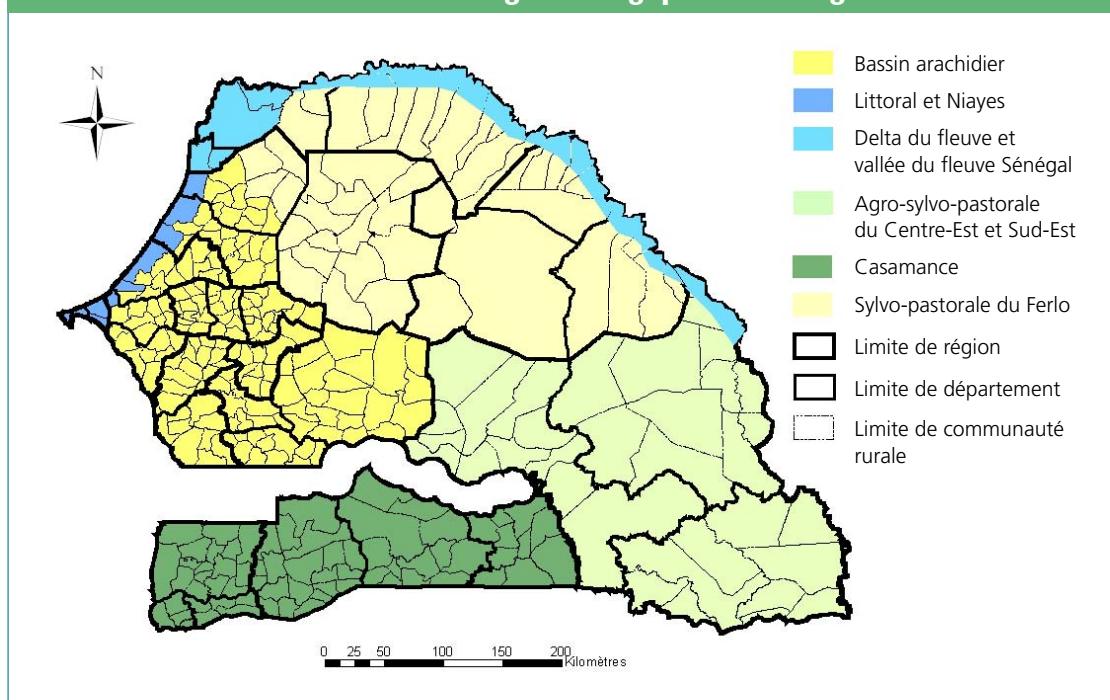 N
Bassin arachidier
Littoral et Niayes
Delta du fleuve et
vallée du fleuve Sénégal
Agro-sylvo-pastorale
du Centre-Est et Sud-Est
Casamance
Sylvo-pastorale du Ferlo
Limite de région
Limite de département
Limite de communauté
rurale
0 25 50 100 150 200
Kilomètres